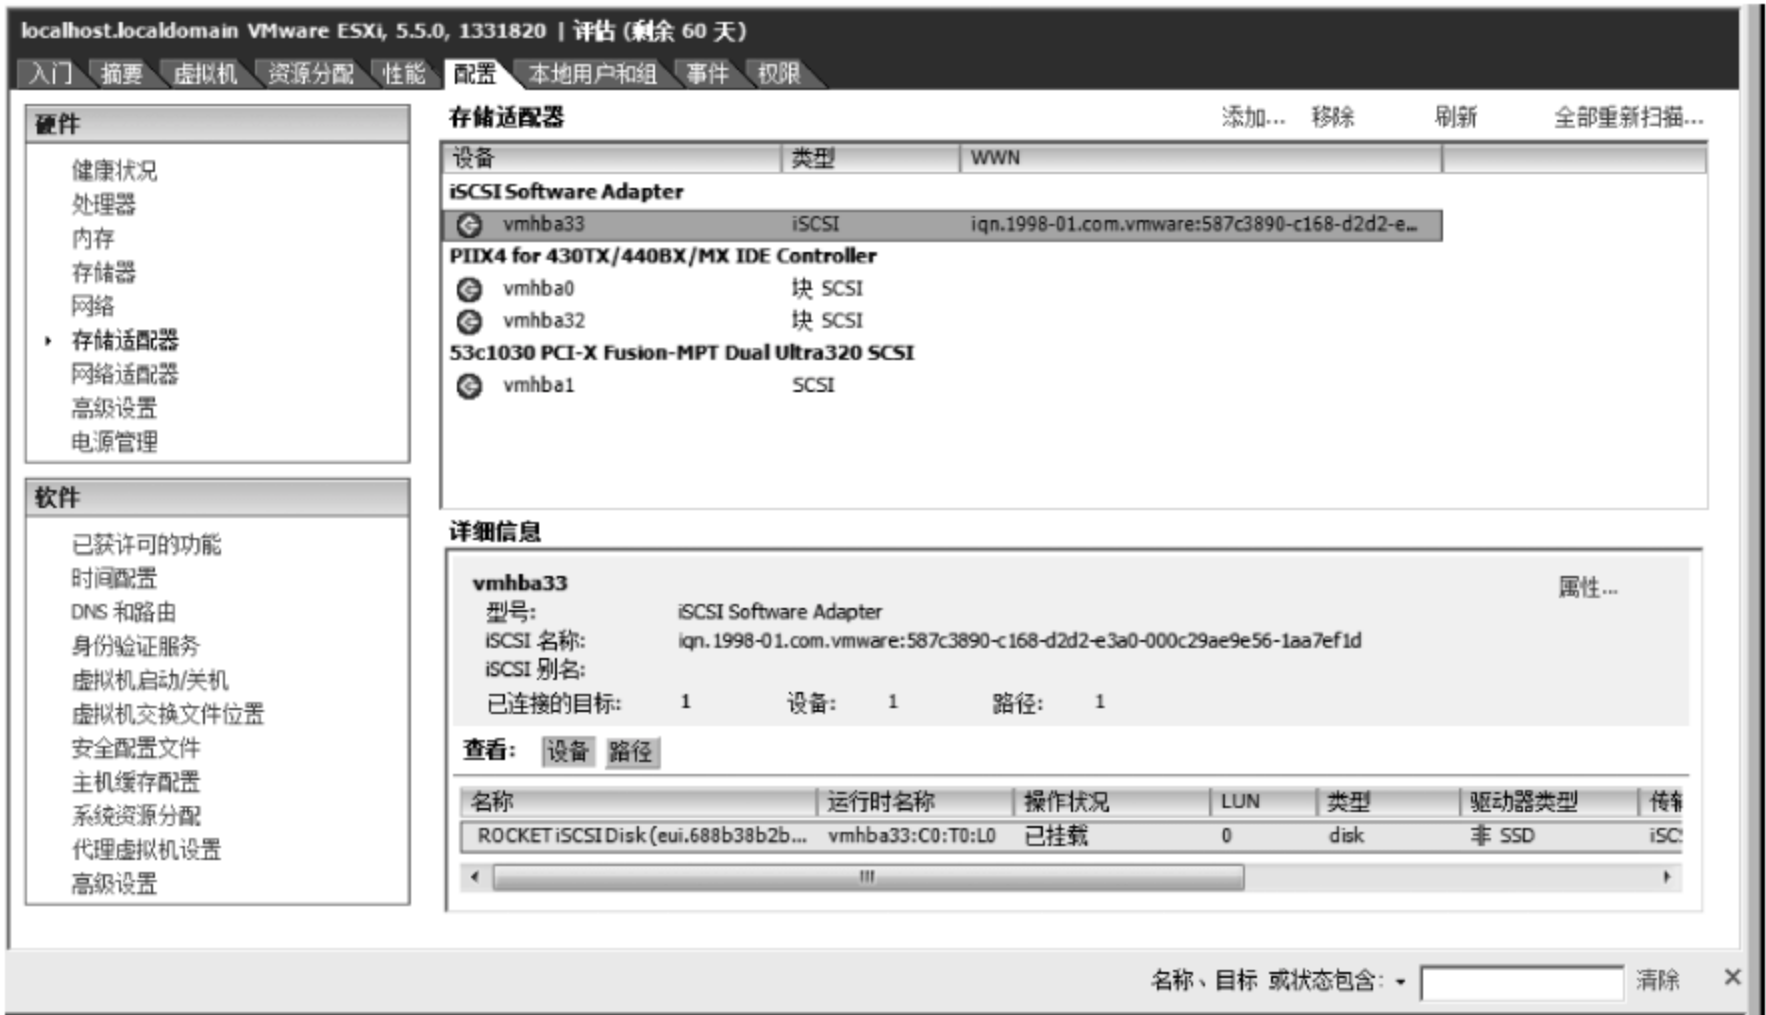 localhost.localdomain VMware ESXi, 5.5.0, 1331820 | 评估 (剩余 60 天)
入门 摘要 虚拟机 资源分配 性能 配置 本地用户和组 事件 权限
硬件
健康状况
处理器
内存
存储器
网络
存储适配器
网络适配器
高级设置
电源管理
软件
已获许可的功能
时间配置
DNS 和路由
身份验证服务
虚拟机启动/关机
虚拟机交换文件位置
安全配置文件
主机缓存配置
系统资源分配
代理虚拟机设置
高级设置
存储适配器 添加... 移除 刷新 全部重新扫描...
设备 类型 WWN
iSCSI Software Adapter
vmhba33 iSCSI iqn.1998-01.com.vmware:587c3890-c168-d2d2-e...
PIIX4 for 430TX/440BX/MX IDE Controller
vmhba0 块 SCSI
vmhba32 块 SCSI
53c1030 PCI-X Fusion-MPT Dual Ultra320 SCSI
vmhba1 SCSI
详细信息
vmhba33 属性...
型号: iSCSI Software Adapter
iSCSI 名称: iqn.1998-01.com.vmware:587c3890-c168-d2d2-e3a0-000c29ae9e56-1aa7ef1d
iSCSI 别名:
已连接的目标: 1 设备: 1 路径: 1
查看: 设备 路径
名称 运行时名称 操作状况 LUN 类型 驱动器类型 传输
ROCKET iSCSI Disk (eui.688b38b2b... vmhba33:C0:T0:L0 已挂载 0 disk 非 SSD iSC
名称、目标 或状态包含: 清除